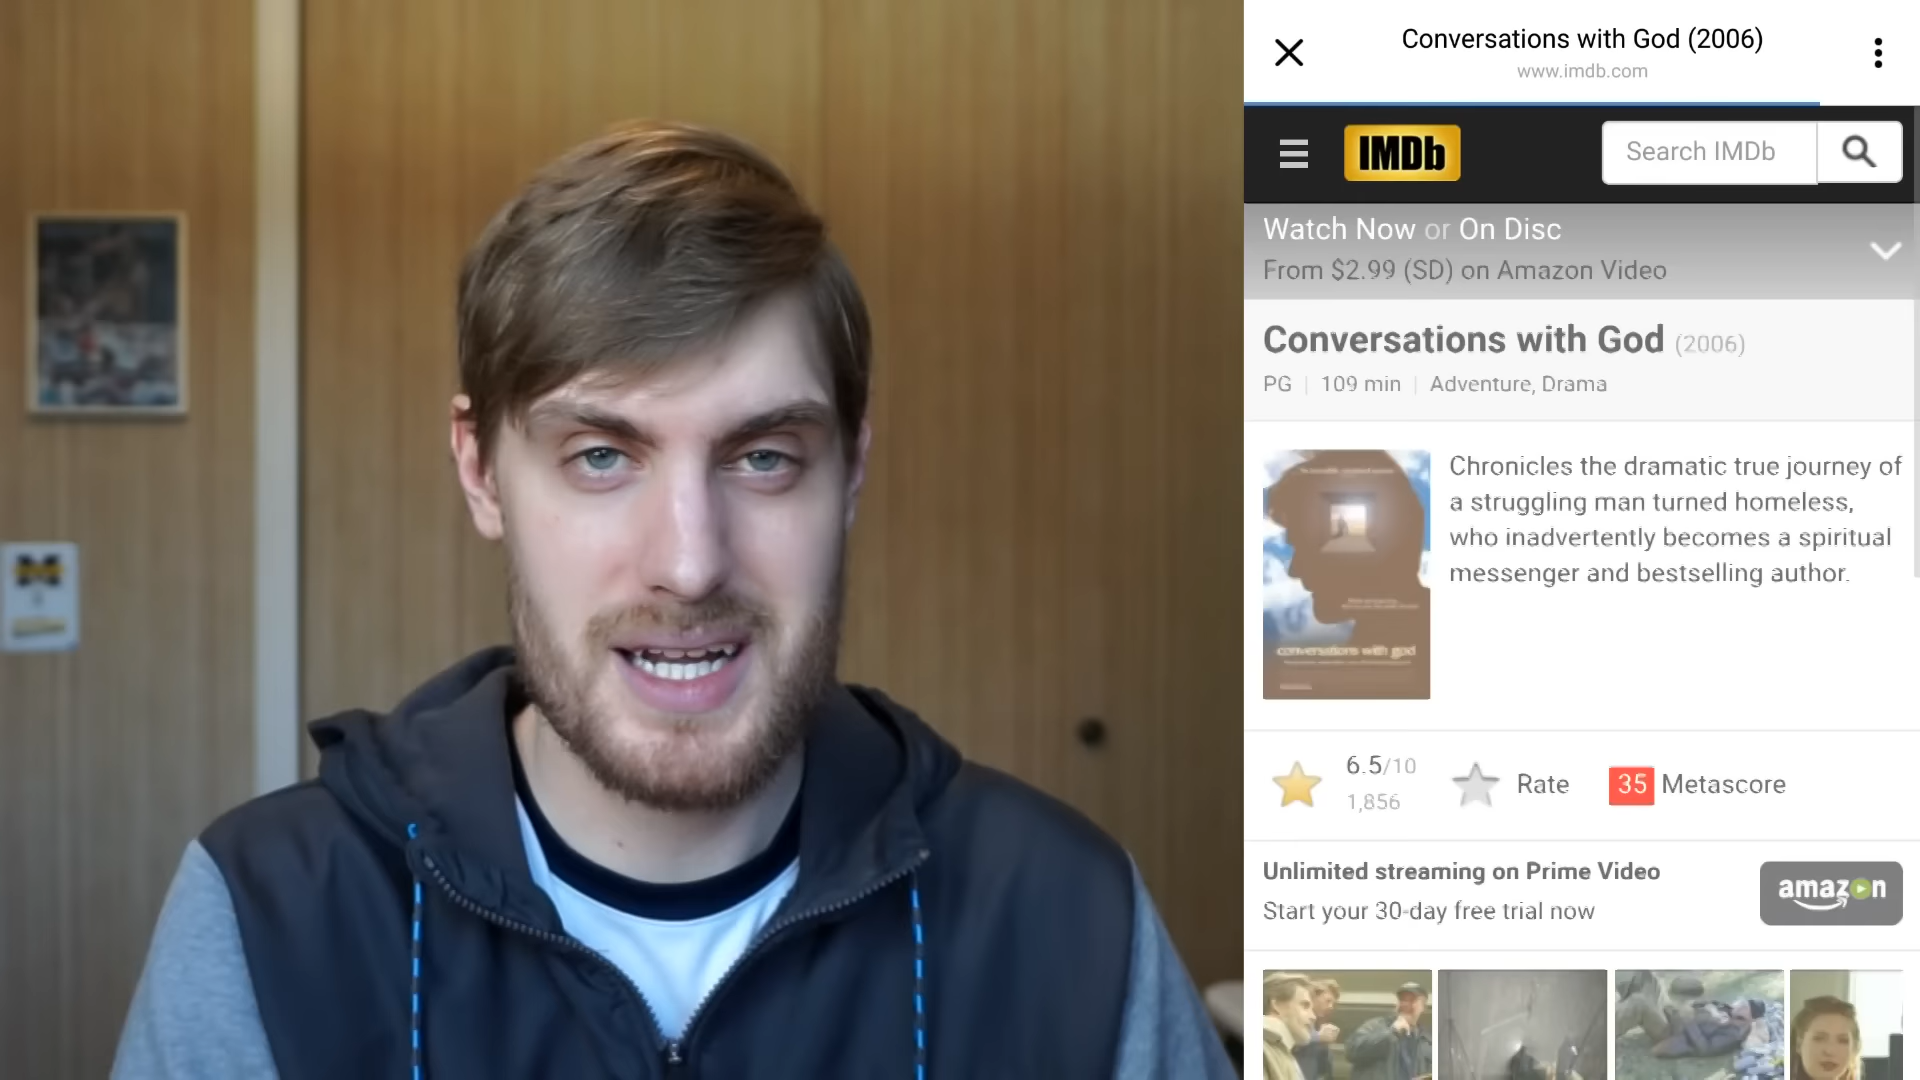 Conversations with God (2006)
www.imdb.com
IMDb
Search IMDb
Watch Now or On Disc
From $2.99 (SD) on Amazon Video
Conversations with God (2006)
PG | 109 min | Adventure, Drama
Chronicles the dramatic true journey of
a struggling man turned homeless,
who inadvertently becomes a spiritual
messenger and bestselling author.
conversations with god
6.5/10
1,856
Rate
35 Metascore
Unlimited streaming on Prime Video
Start your 30-day free trial now
amazon